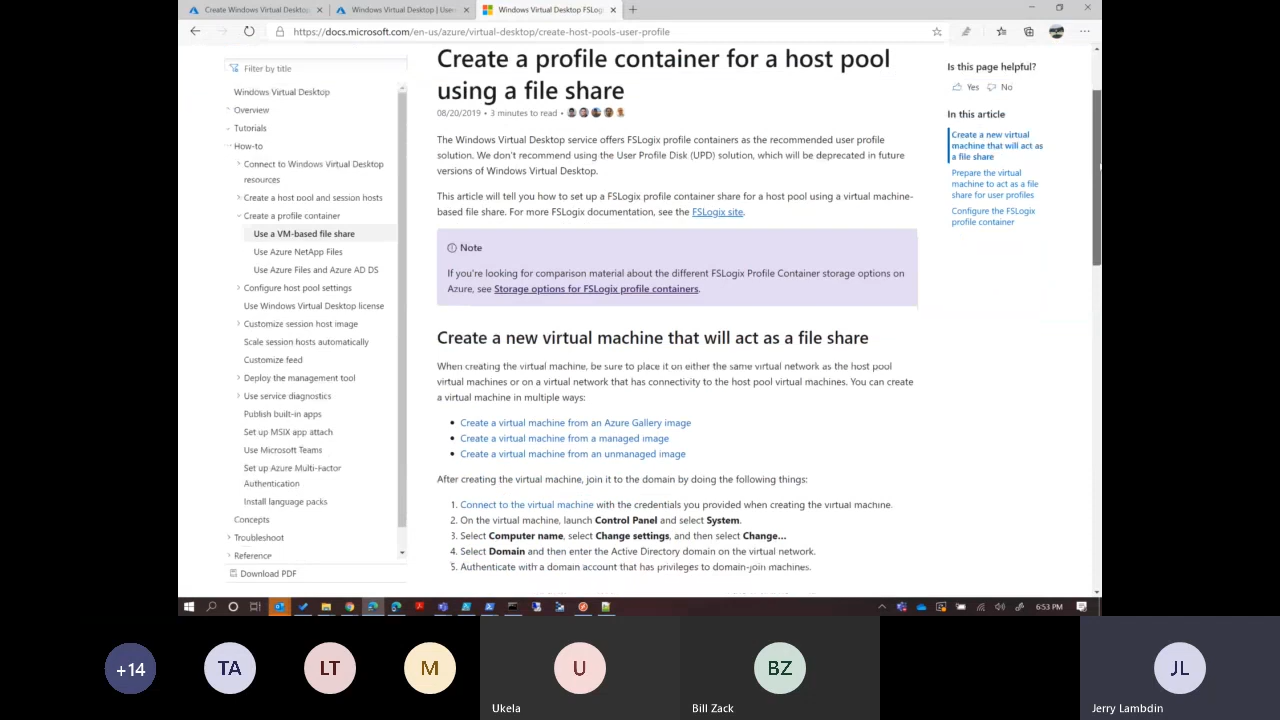 Create Windows Virtual Desktop
Windows Virtual Desktop | User
Windows Virtual Desktop FSLog
https://docs.microsoft.com/en-us/azure/virtual-desktop/create-host-pools-user-profile
Filter by title
Windows Virtual Desktop
Overview
Tutorials
How-to
Connect to Windows Virtual Desktop
resources
Create a host pool and session hosts
Create a profile container
Use a VM-based file share
Use Azure NetApp Files
Use Azure Files and Azure AD DS
Configure host pool settings
Use Windows Virtual Desktop license
Customize session host image
Scale session hosts automatically
Customize feed
Deploy the management tool
Use service diagnostics
Publish built-in apps
Set up MSIX app attach
Use Microsoft Teams
Set up Azure Multi-Factor
Authentication
Install language packs
Concepts
Troubleshoot
Reference
Download PDF
Create a profile container for a host pool
using a file share
08/20/2019 • 3 minutes to read •
The Windows Virtual Desktop service offers FSLogix profile containers as the recommended user profile
solution. We don't recommend using the User Profile Disk (UPD) solution, which will be deprecated in future
versions of Windows Virtual Desktop.
This article will tell you how to set up a FSLogix profile container share for a host pool using a virtual machine-
based file share. For more FSLogix documentation, see the FSLogix site.
Note
If you're looking for comparison material about the different FSLogix Profile Container storage options on
Azure, see Storage options for FSLogix profile containers.
Create a new virtual machine that will act as a file share
When creating the virtual machine, be sure to place it on either the same virtual network as the host pool
virtual machines or on a virtual network that has connectivity to the host pool virtual machines. You can create
a virtual machine in multiple ways:
• Create a virtual machine from an Azure Gallery image
• Create a virtual machine from a managed image
• Create a virtual machine from an unmanaged image
After creating the virtual machine, join it to the domain by doing the following things:
1. Connect to the virtual machine with the credentials you provided when creating the virtual machine.
2. On the virtual machine, launch Control Panel and select System.
3. Select Computer name, select Change settings, and then select Change...
4. Select Domain and then enter the Active Directory domain on the virtual network.
5. Authenticate with a domain account that has privileges to domain-join machines.
Is this page helpful?
Yes No
In this article
Create a new virtual
machine that will act as
a file share
Prepare the virtual
machine to act as a file
share for user profiles
Configure the FSLogix
profile container
6:53 PM
+14
TA
LT
M
U
BZ
JL
Ukela
Bill Zack
Jerry Lambdin